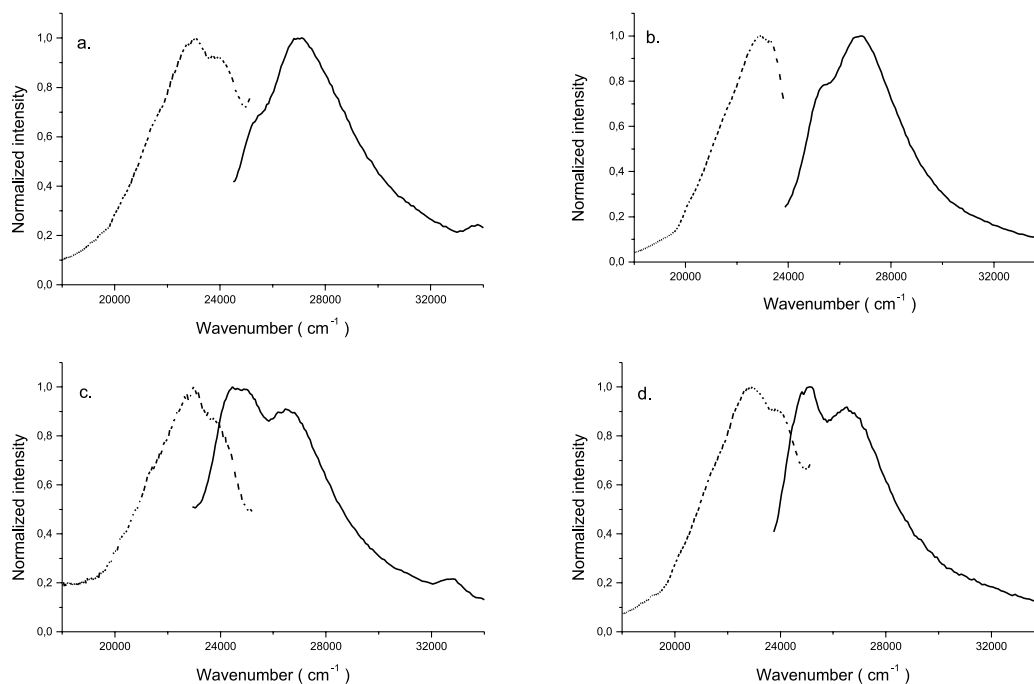 a.
1,0
0,8
0,6
0,4
0,2
0,0
Normalized intensity
20000 24000 28000 32000
Wavenumber ( cm-1 )
b.
1,0
0,8
0,6
0,4
0,2
0,0
Normalized intensity
20000 24000 28000 32000
Wavenumber ( cm-1 )
c.
1,0
0,8
0,6
0,4
0,2
0,0
Normalized intensity
20000 24000 28000 32000
Wavenumber ( cm-1 )
d.
1,0
0,8
0,6
0,4
0,2
0,0
Normalized intensity
20000 24000 28000 32000
Wavenumber ( cm-1 )